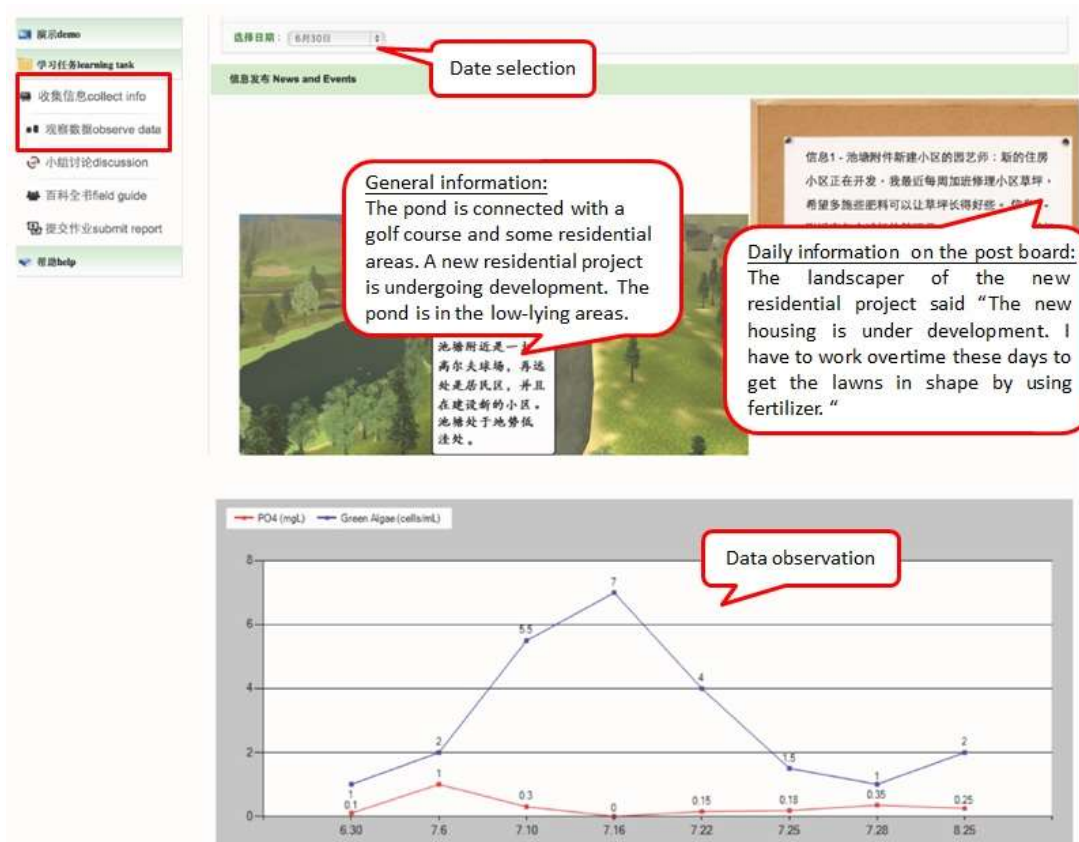 演示demo
学习任务learning task
收集信息collect info
观察数据observe data
小组讨论discussion
百科全书field guide
提交作业submit report
帮助help
选择日期： 6月30日
Date selection
信息发布 News and Events
General information:
The pond is connected with a
golf course and some residential
areas. A new residential project
is undergoing development. The
pond is in the low-lying areas.
池塘附近是一
高尔夫球场，再远
处是居民区，并且
在建设新的小区。
池塘处于地势低
洼处。
信息1 - 池塘附件新建小区的园艺师：新的住房
小区正在开发，我最近每周加班修理小区草坪，
希望多施些肥料可以让草坪长得好些。
Daily information on the post board:
The landscaper of the new
residential project said “The new
housing is under development. I
have to work overtime these days to
get the lawns in shape by using
fertilizer. “
PO4 (mgL) Green Algae (cells/mL)
Data observation
8
6
4
2
0
1
2
5.5
7
4
1.5
1
2
0.1
1
0.3
0
0.15
0.18
0.35
0.25
6.30 7.6 7.10 7.16 7.22 7.25 7.28 8.25